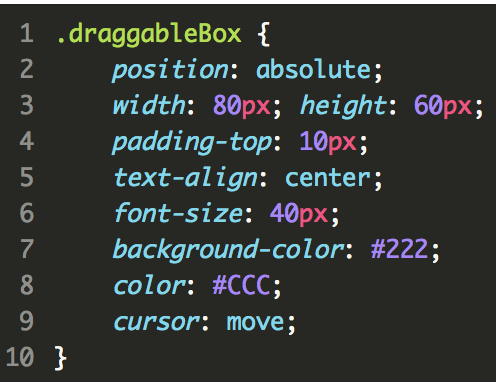 1 .draggableBox {
2     position: absolute;
3     width: 80px; height: 60px;
4     padding-top: 10px;
5     text-align: center;
6     font-size: 40px;
7     background-color: #222;
8     color: #CCC;
9     cursor: move;
10 }